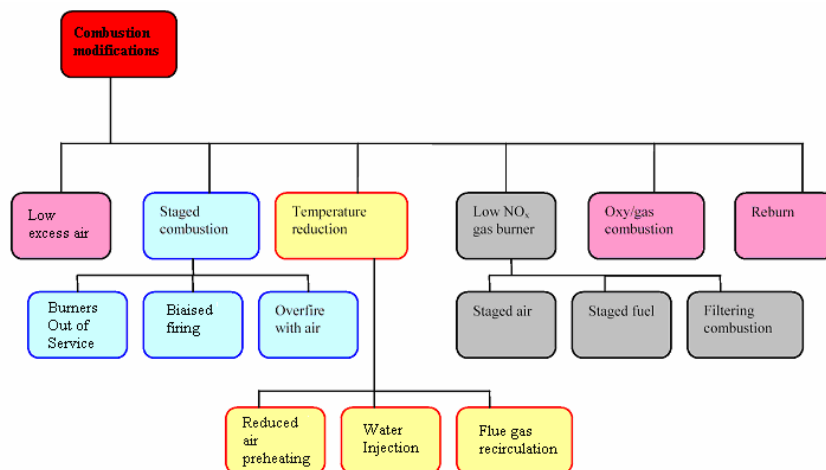 Combustion
modifications
Low
excess air
Staged
combustion
Temperature
reduction
Low NOₓ
gas burner
Oxy/gas
combustion
Reburn
Burners
Out of
Service
Biaised
firing
Overfire
with air
Staged air
Staged fuel
Filtering
combustion
Reduced
air
preheating
Water
Injection
Flue gas
recirculation